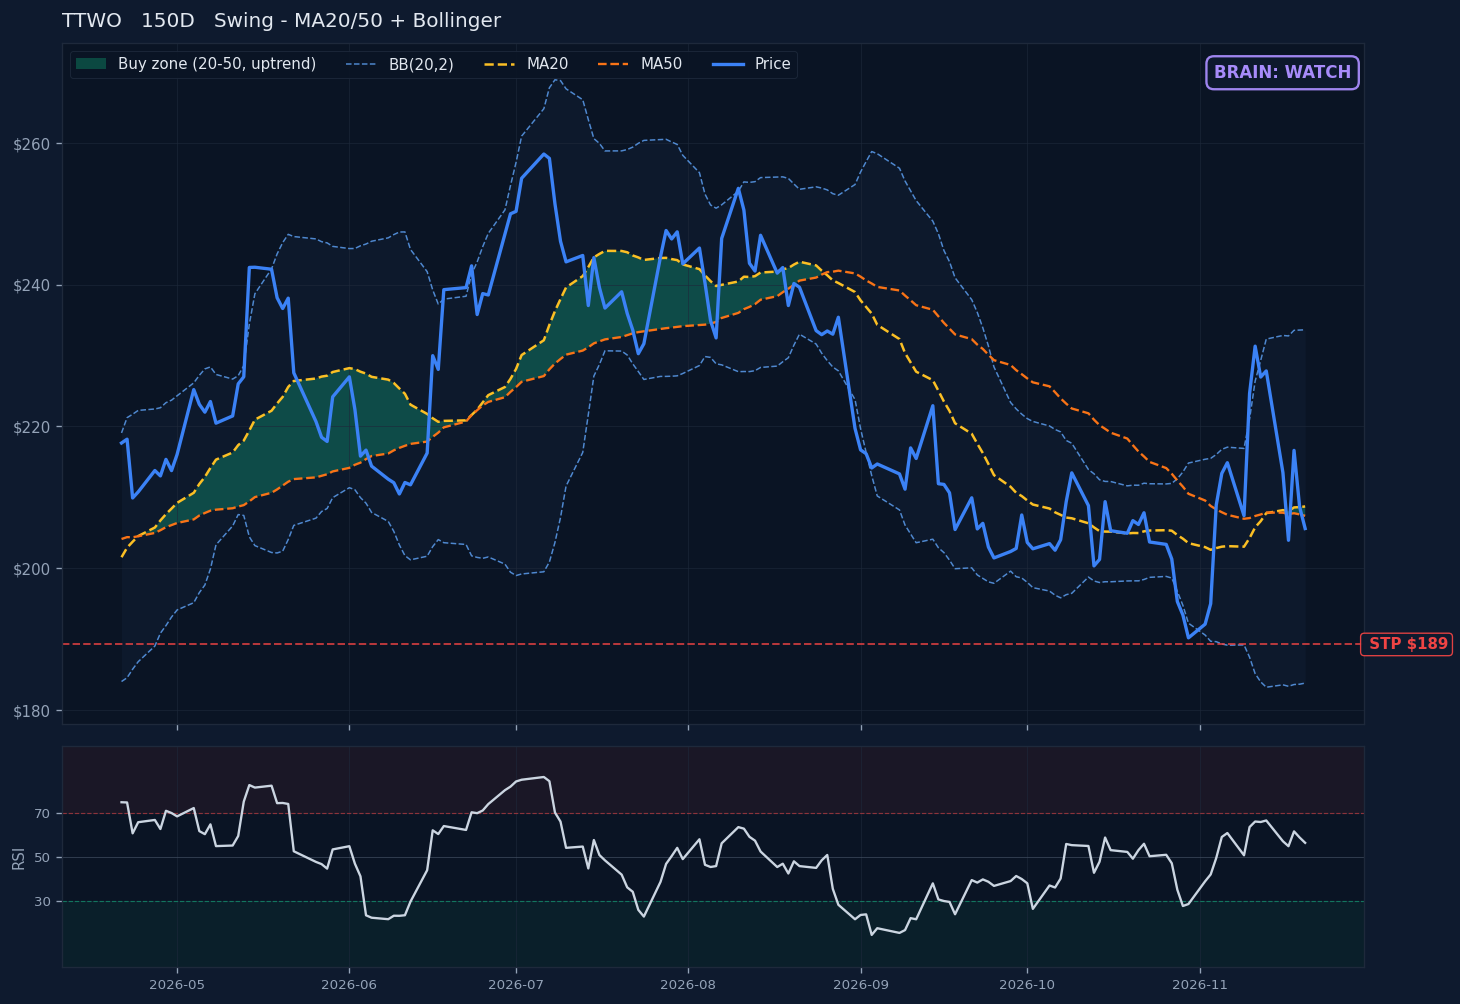 TTWO   150D   Swing - MA20/50 + Bollinger
Buy zone (20-50, uptrend)   BB(20,2)   MA20   MA50   Price
BRAIN: WATCH
$260
$240
$220
$200
STP $189
$180
70
50
30
RSI
2026-05   2026-06   2026-07   2026-08   2026-09   2026-10   2026-11